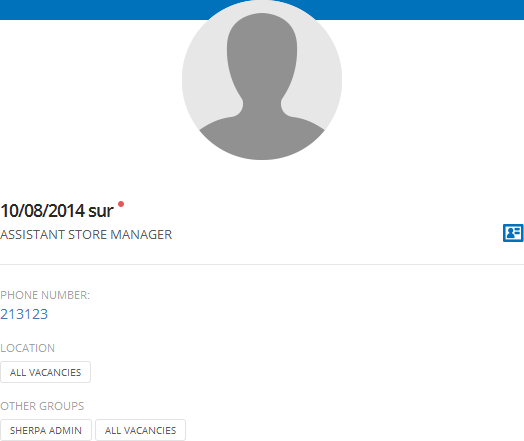 10/08/2014 sur
ASSISTANT STORE MANAGER
PHONE NUMBER:
213123
LOCATION
ALL VACANCIES
OTHER GROUPS
SHERPA ADMIN ALL VACANCIES